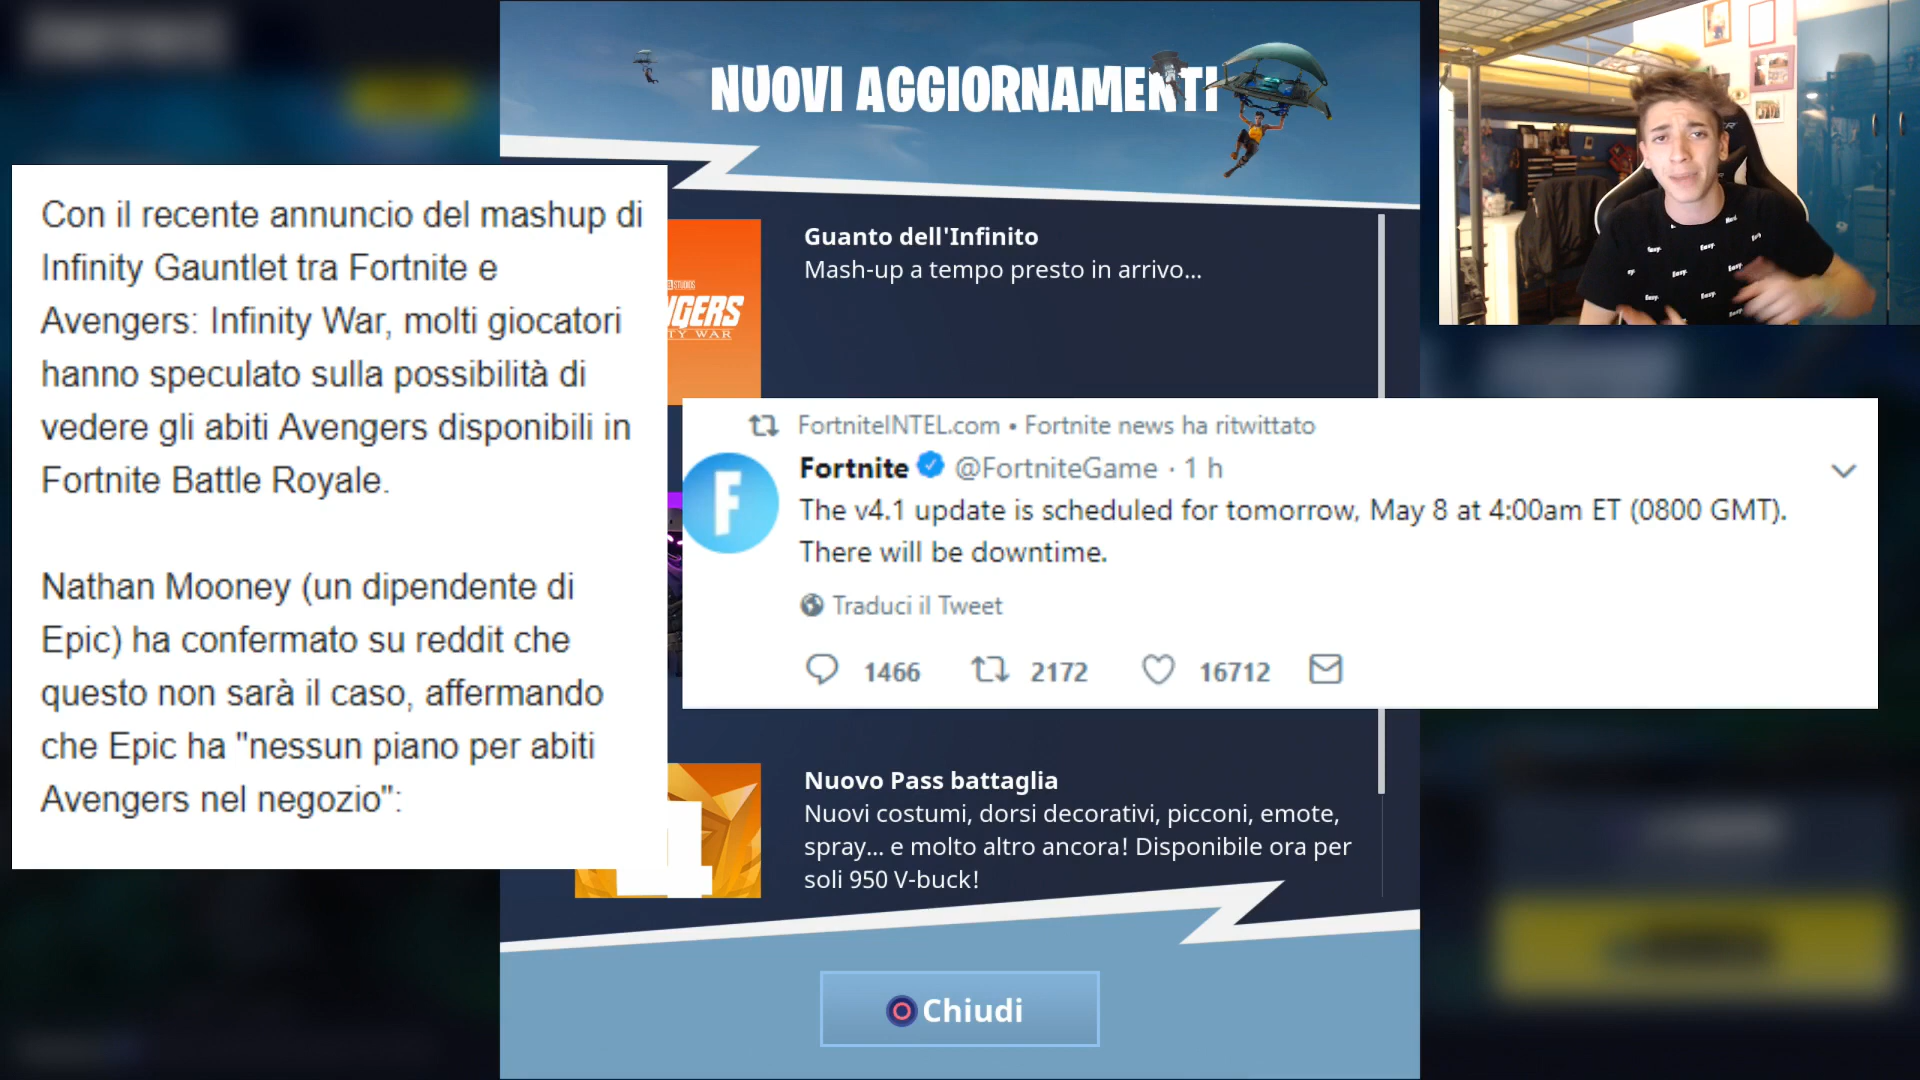 NUOVI AGGIORNAMENTI
Con il recente annuncio del mashup di
Infinity Gauntlet tra Fortnite e
Avengers: Infinity War, molti giocatori
hanno speculato sulla possibilità di
vedere gli abiti Avengers disponibili in
Fortnite Battle Royale.
Nathan Mooney (un dipendente di
Epic) ha confermato su reddit che
questo non sarà il caso, affermando
che Epic ha "nessun piano per abiti
Avengers nel negozio":
Guanto dell'Infinito
Mash-up a tempo presto in arrivo...
STUDIOS
NGERS
TY WAR
FortniteINTEL.com • Fortnite news ha ritwittato
Fortnite @FortniteGame · 1 h
The v4.1 update is scheduled for tomorrow, May 8 at 4:00am ET (0800 GMT).
There will be downtime.
Traduci il Tweet
1466 2172 16712
Nuovo Pass battaglia
Nuovi costumi, dorsi decorativi, picconi, emote,
spray... e molto altro ancora! Disponibile ora per
soli 950 V-buck!
Chiudi